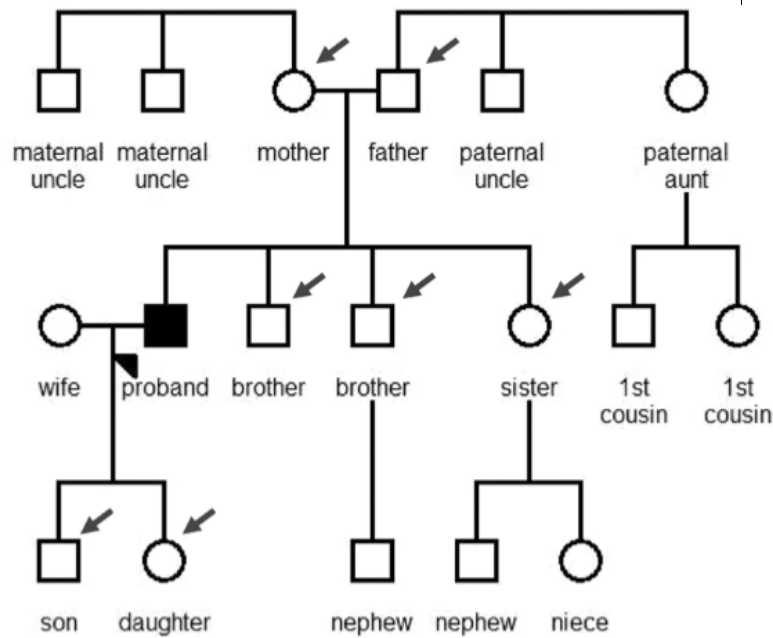 maternal uncle
maternal uncle
mother
father
paternal uncle
paternal aunt
wife
proband
brother
brother
sister
1st cousin
1st cousin
son
daughter
nephew
nephew
niece